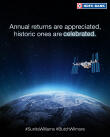 HDFC BANK
Annual returns are appreciated,
historic ones are celebrated.
#SunitaWilliams #ButchWilmore